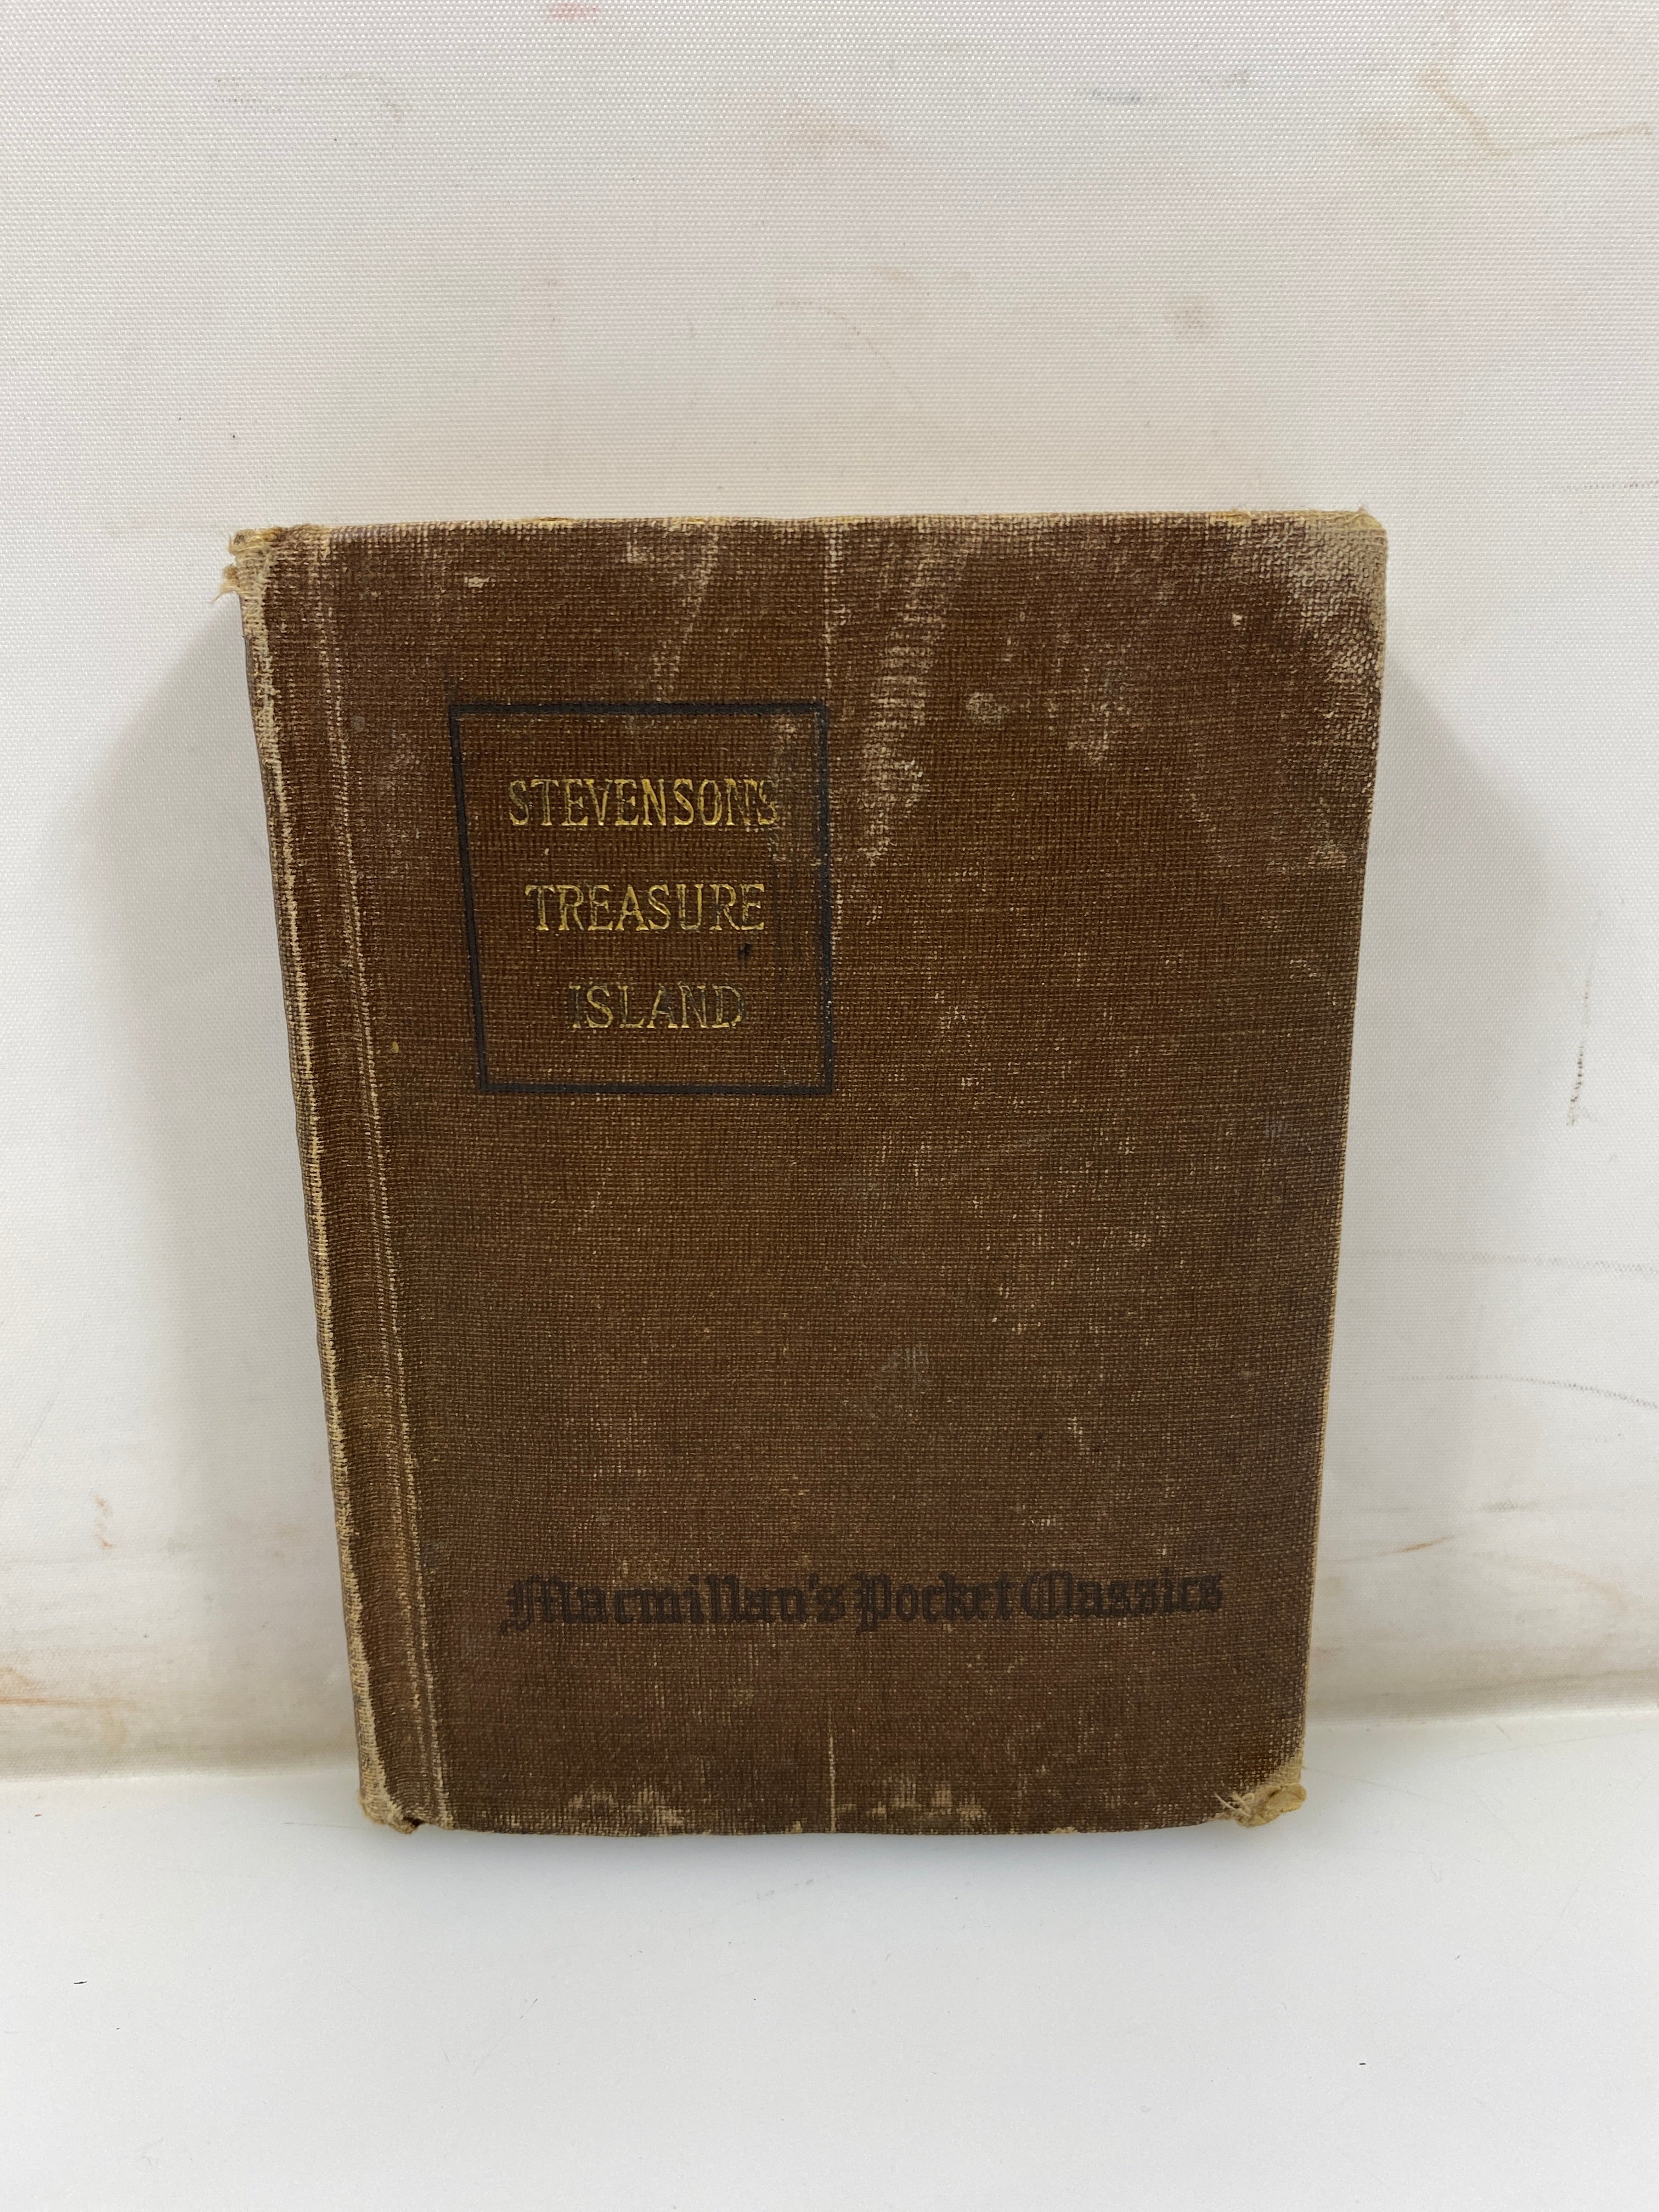 STEVENSON'S
TREASURE
ISLAND
Macmillan's Pocket Classics